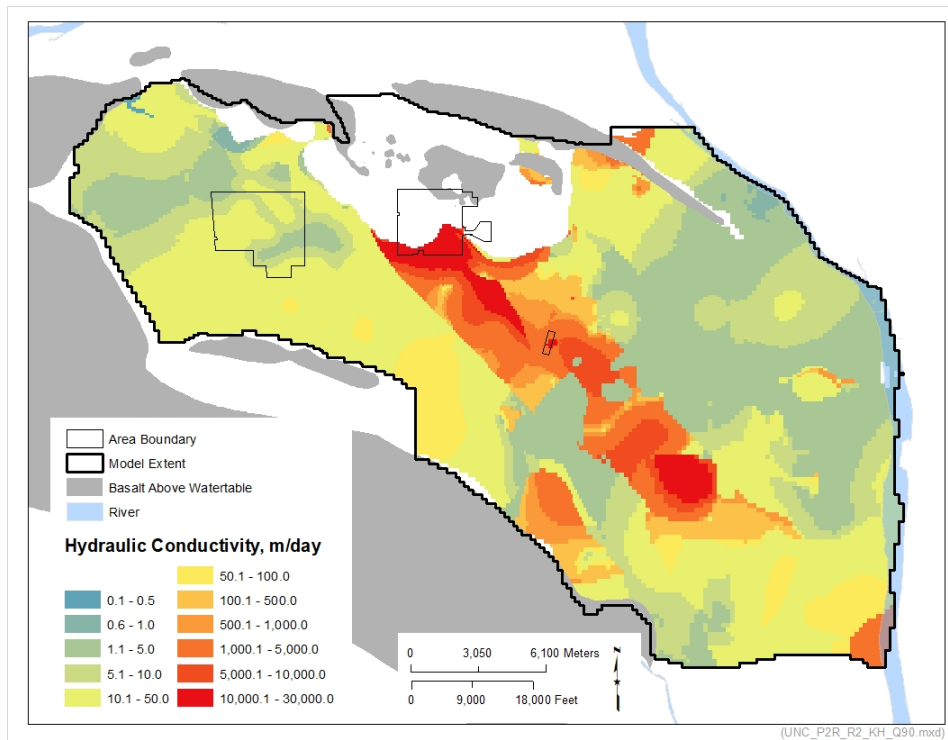 Area Boundary
Model Extent
Basalt Above Watertable
River
Hydraulic Conductivity, m/day
0.1 - 0.5
0.6 - 1.0
1.1 - 5.0
5.1 - 10.0
10.1 - 50.0
50.1 - 100.0
100.1 - 500.0
500.1 - 1,000.0
1,000.1 - 5,000.0
5,000.1 - 10,000.0
10,000.1 - 30,000.0
0 3,050 6,100 Meters
0 9,000 18,000 Feet
N
(UNC_P2R_R2_KH_Q90.mxd)